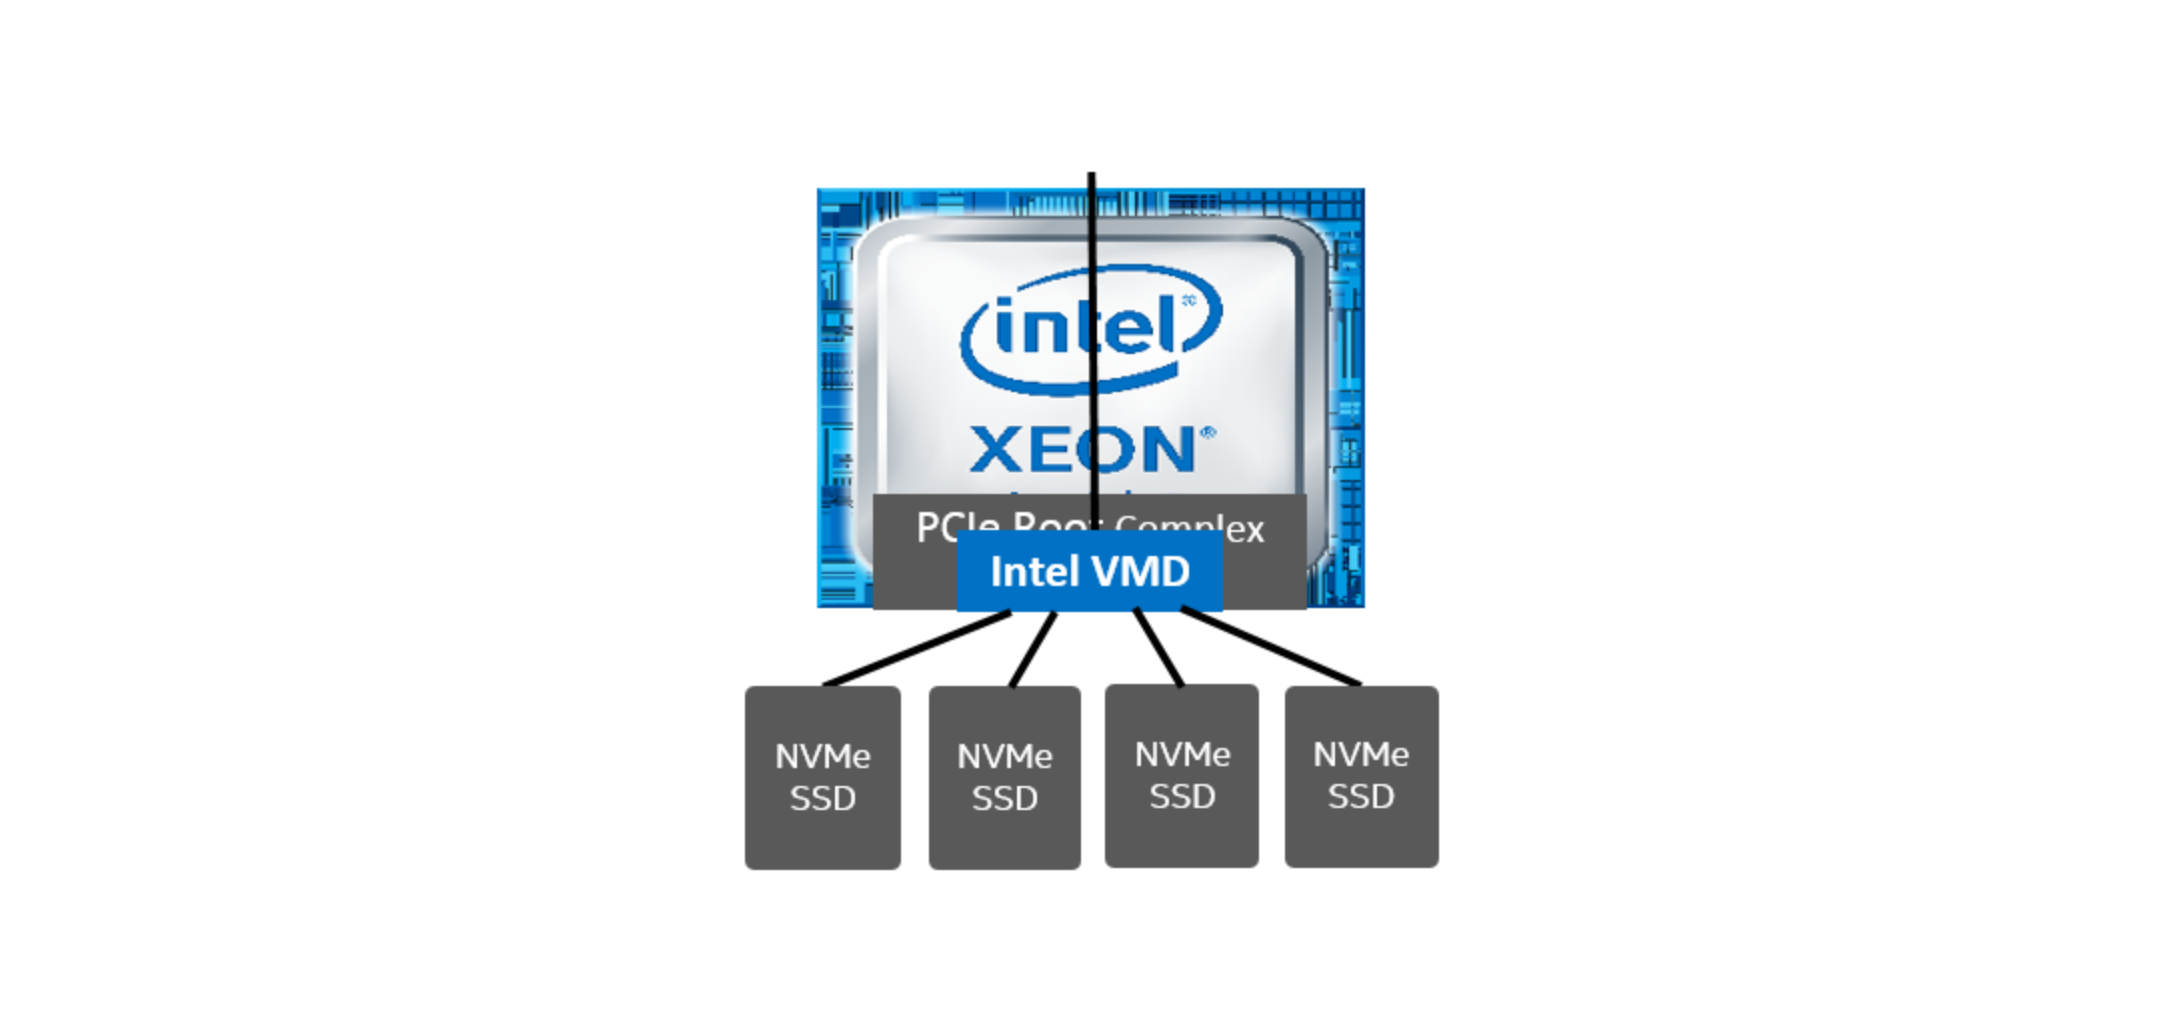 intel®
XEON®
PCIe Root Complex
Intel VMD
NVMe
SSD
NVMe
SSD
NVMe
SSD
NVMe
SSD